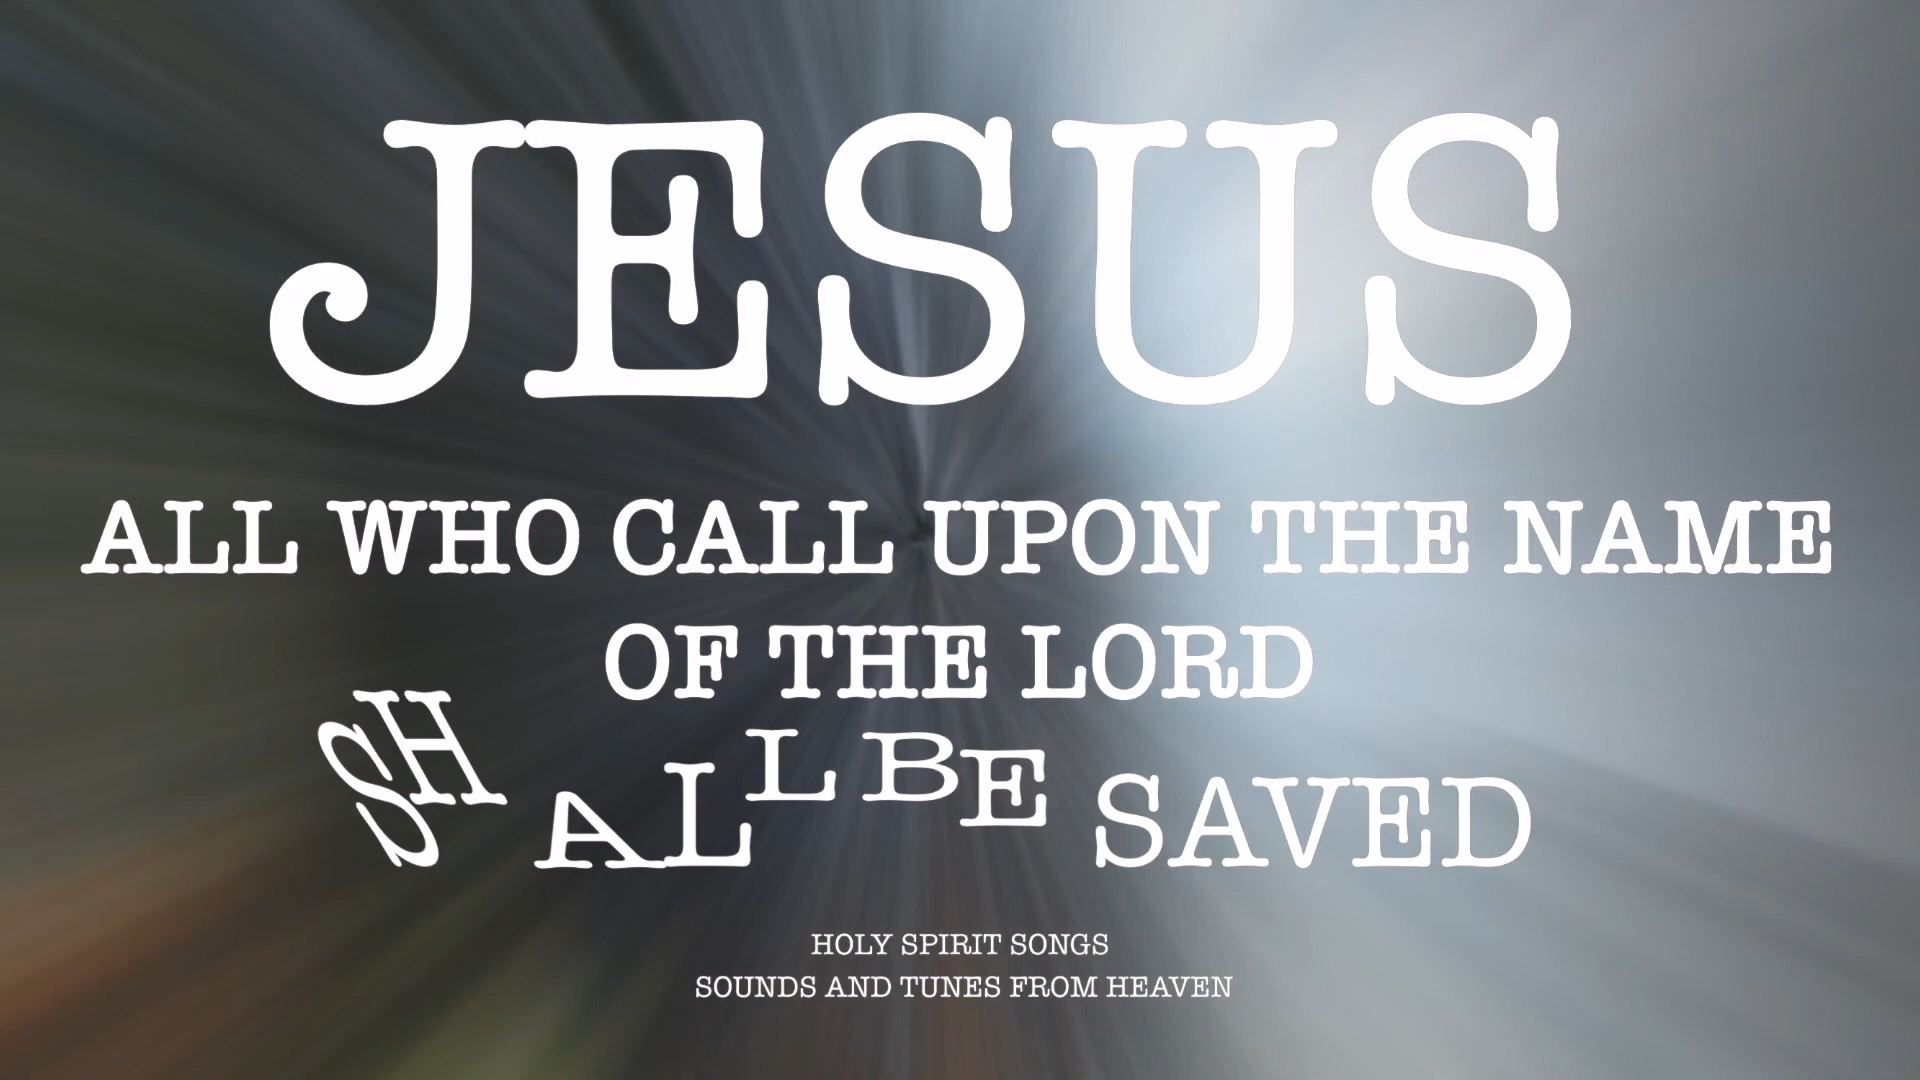 JESUS
ALL WHO CALL UPON THE NAME
OF THE LORD
SHALL BE SAVED
HOLY SPIRIT SONGS
SOUNDS AND TUNES FROM HEAVEN